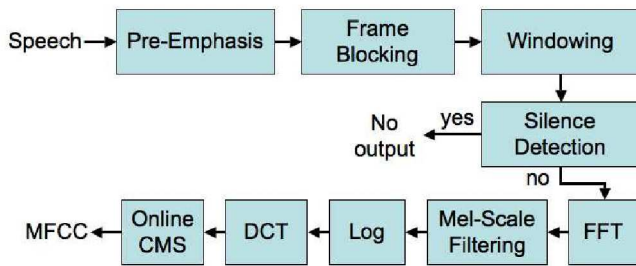 Speech
Pre-Emphasis
Frame
Blocking
Windowing
Silence
Detection
yes
No
output
no
FFT
Mel-Scale
Filtering
Log
DCT
Online
CMS
MFCC